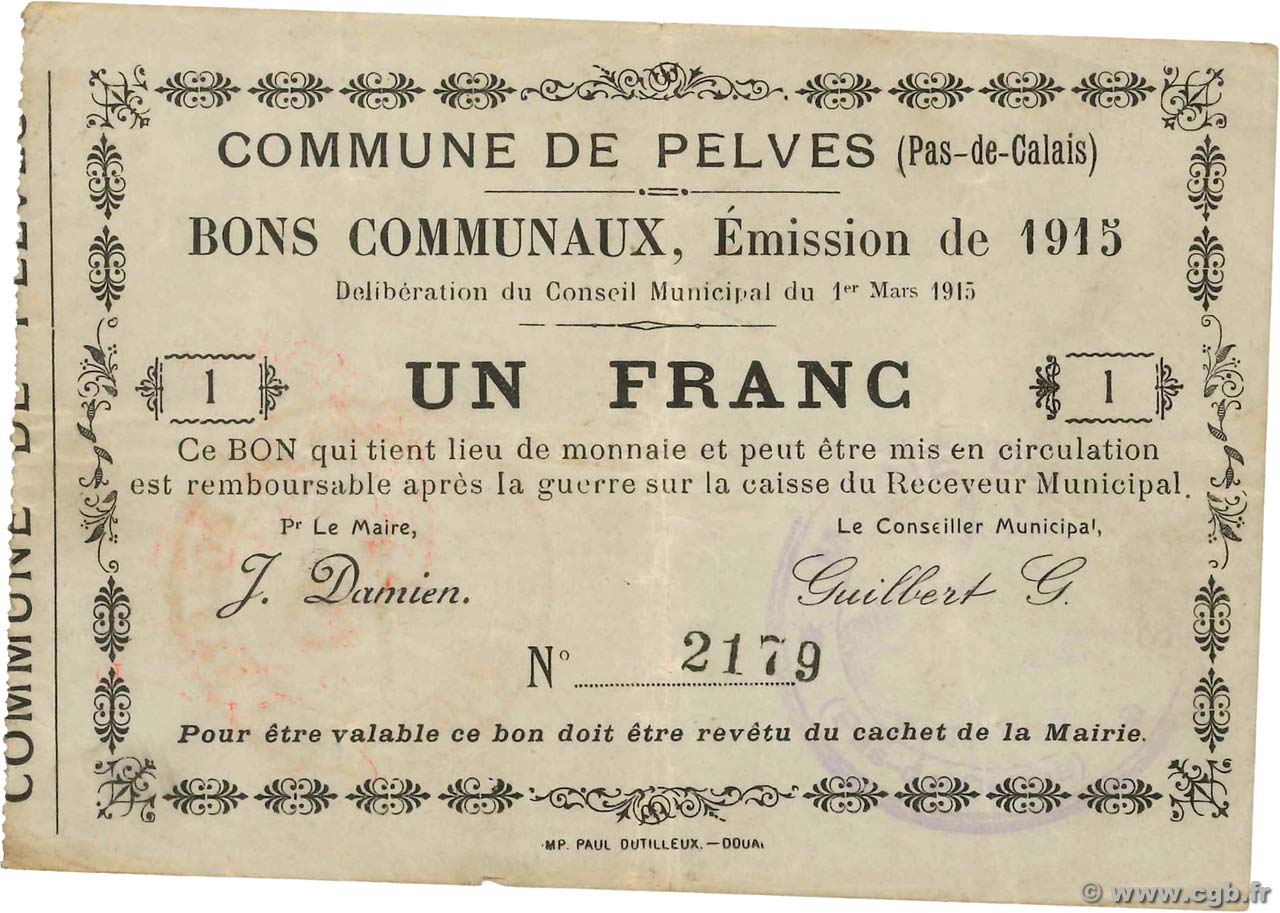 COMMUNE DE PELVES (Pas-de-Calais)
BONS COMMUNAUX, Émission de 1915
Delibération du Conseil Municipal du 1er Mars 1915
1 UN FRANC 1
Ce BON qui tient lieu de monnaie et peut être mis en circulation
est remboursable après la guerre sur la caisse du Receveur Municipal.
Pr Le Maire, Le Conseiller Municipal,
J. Damien. Guilbert G.
No 2179
Pour être valable ce bon doit être revêtu du cachet de la Mairie.
MP. PAUL DUTILLEUX.—DOUAI
COMMUNE DE PELVES
© www.cgb.fr